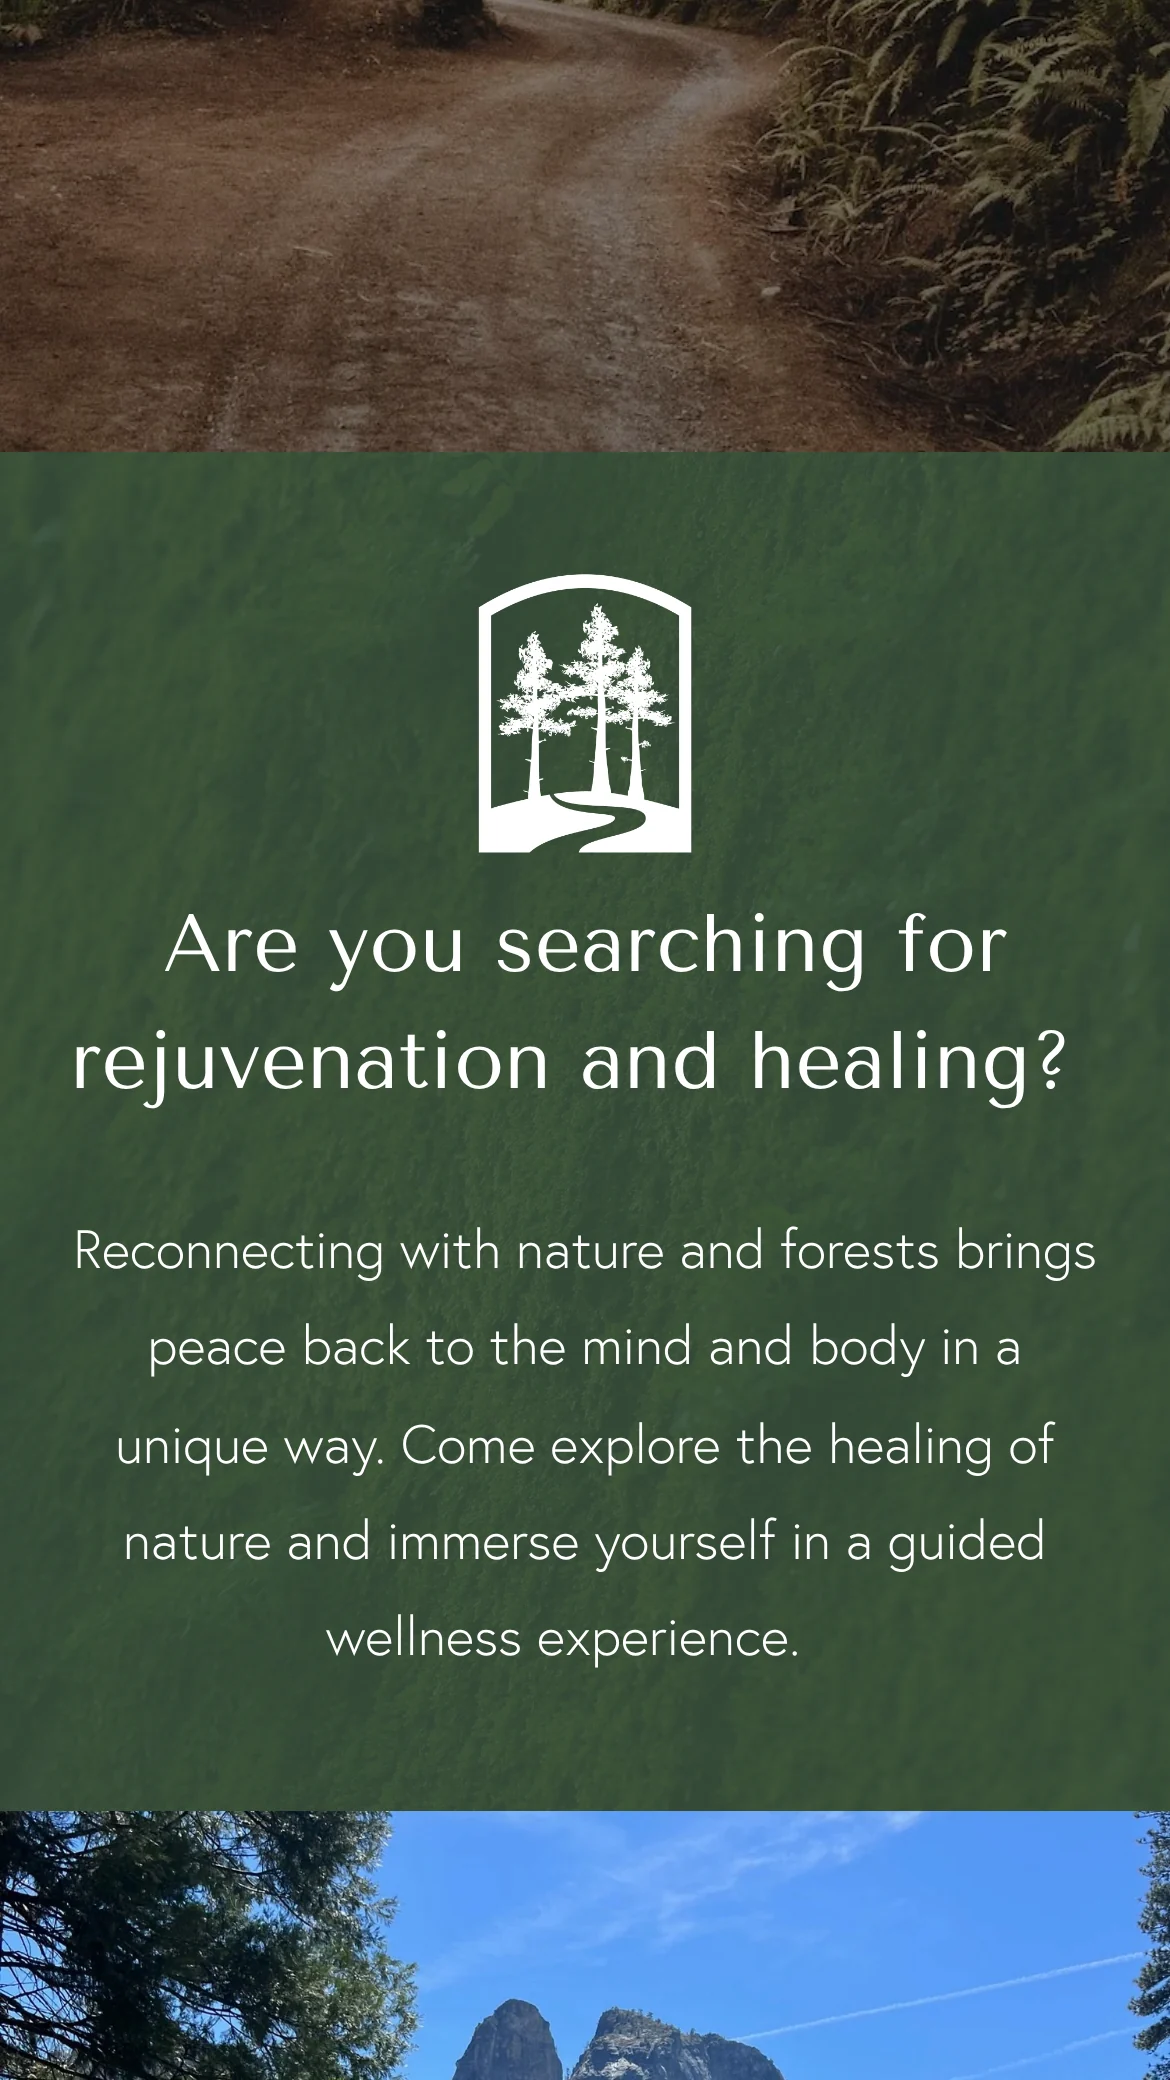 Are you searching for
rejuvenation and healing?
Reconnecting with nature and forests brings
peace back to the mind and body in a
unique way. Come explore the healing of
nature and immerse yourself in a guided
wellness experience.